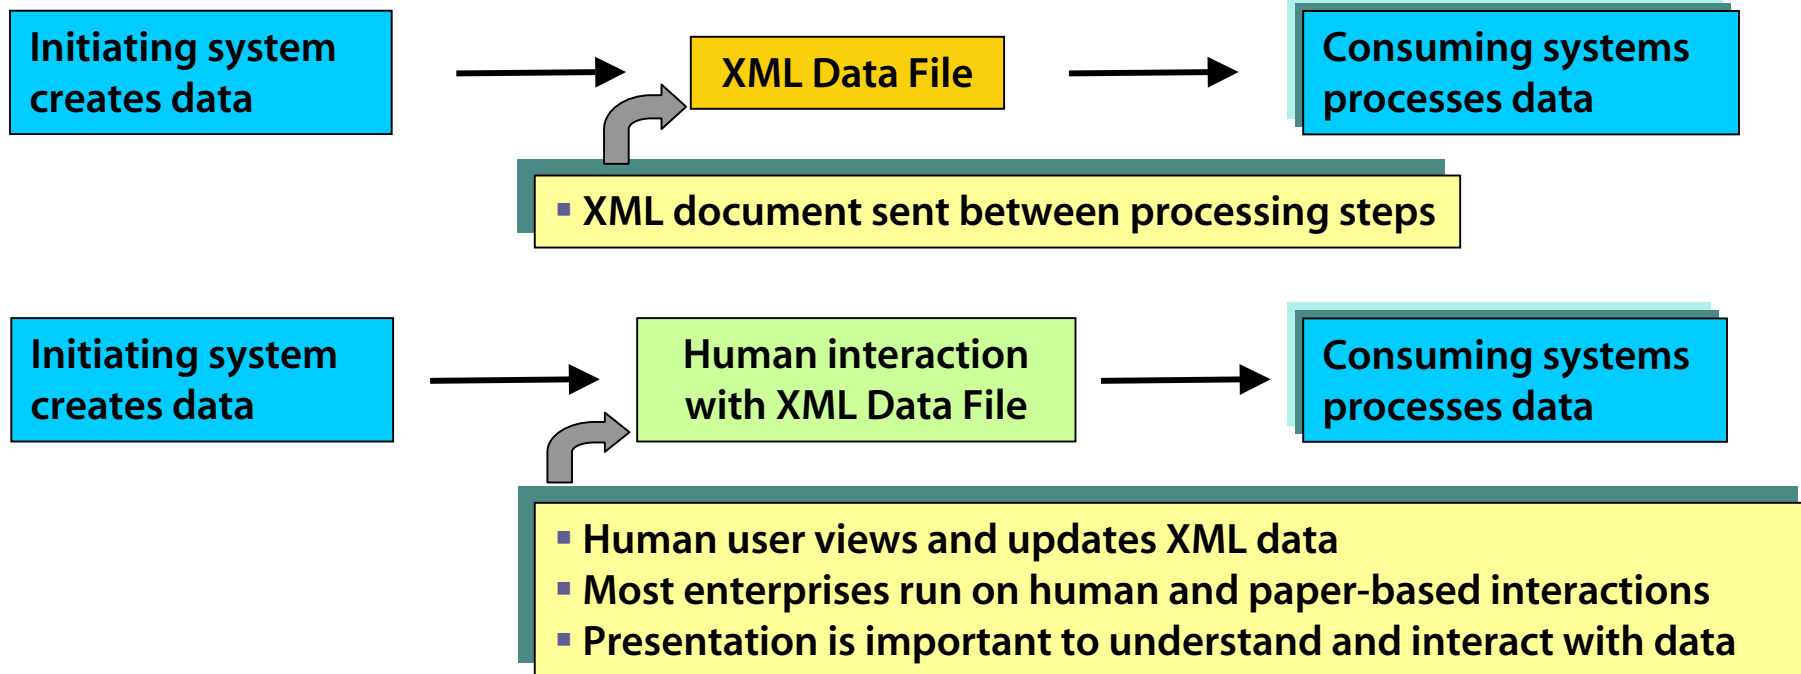 Initiating system
creates data
XML Data File
Consuming systems
processes data
▪ XML document sent between processing steps
Initiating system
creates data
Human interaction
with XML Data File
Consuming systems
processes data
▪ Human user views and updates XML data
▪ Most enterprises run on human and paper-based interactions
▪ Presentation is important to understand and interact with data